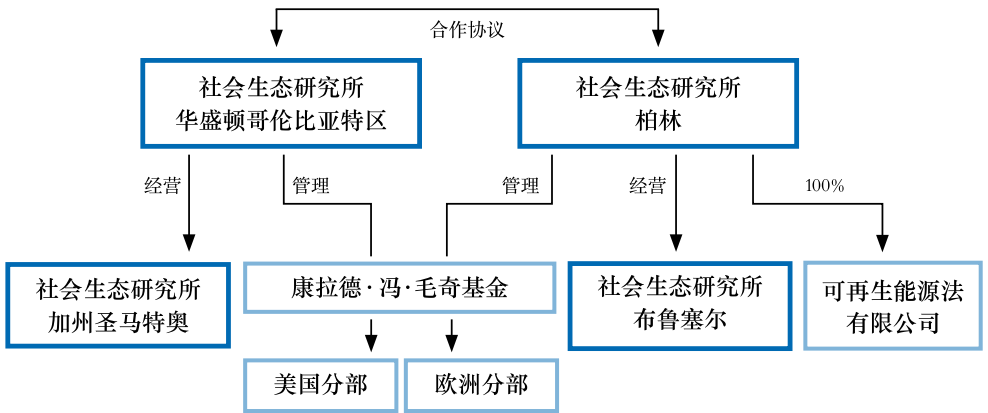 合作协议
社会生态研究所
华盛顿哥伦比亚特区
社会生态研究所
柏林
经营
管理
管理
经营
100%
社会生态研究所
加州圣马特奥
康拉德·冯·毛奇基金
社会生态研究所
布鲁塞尔
可再生能源法
有限公司
美国分部
欧洲分部